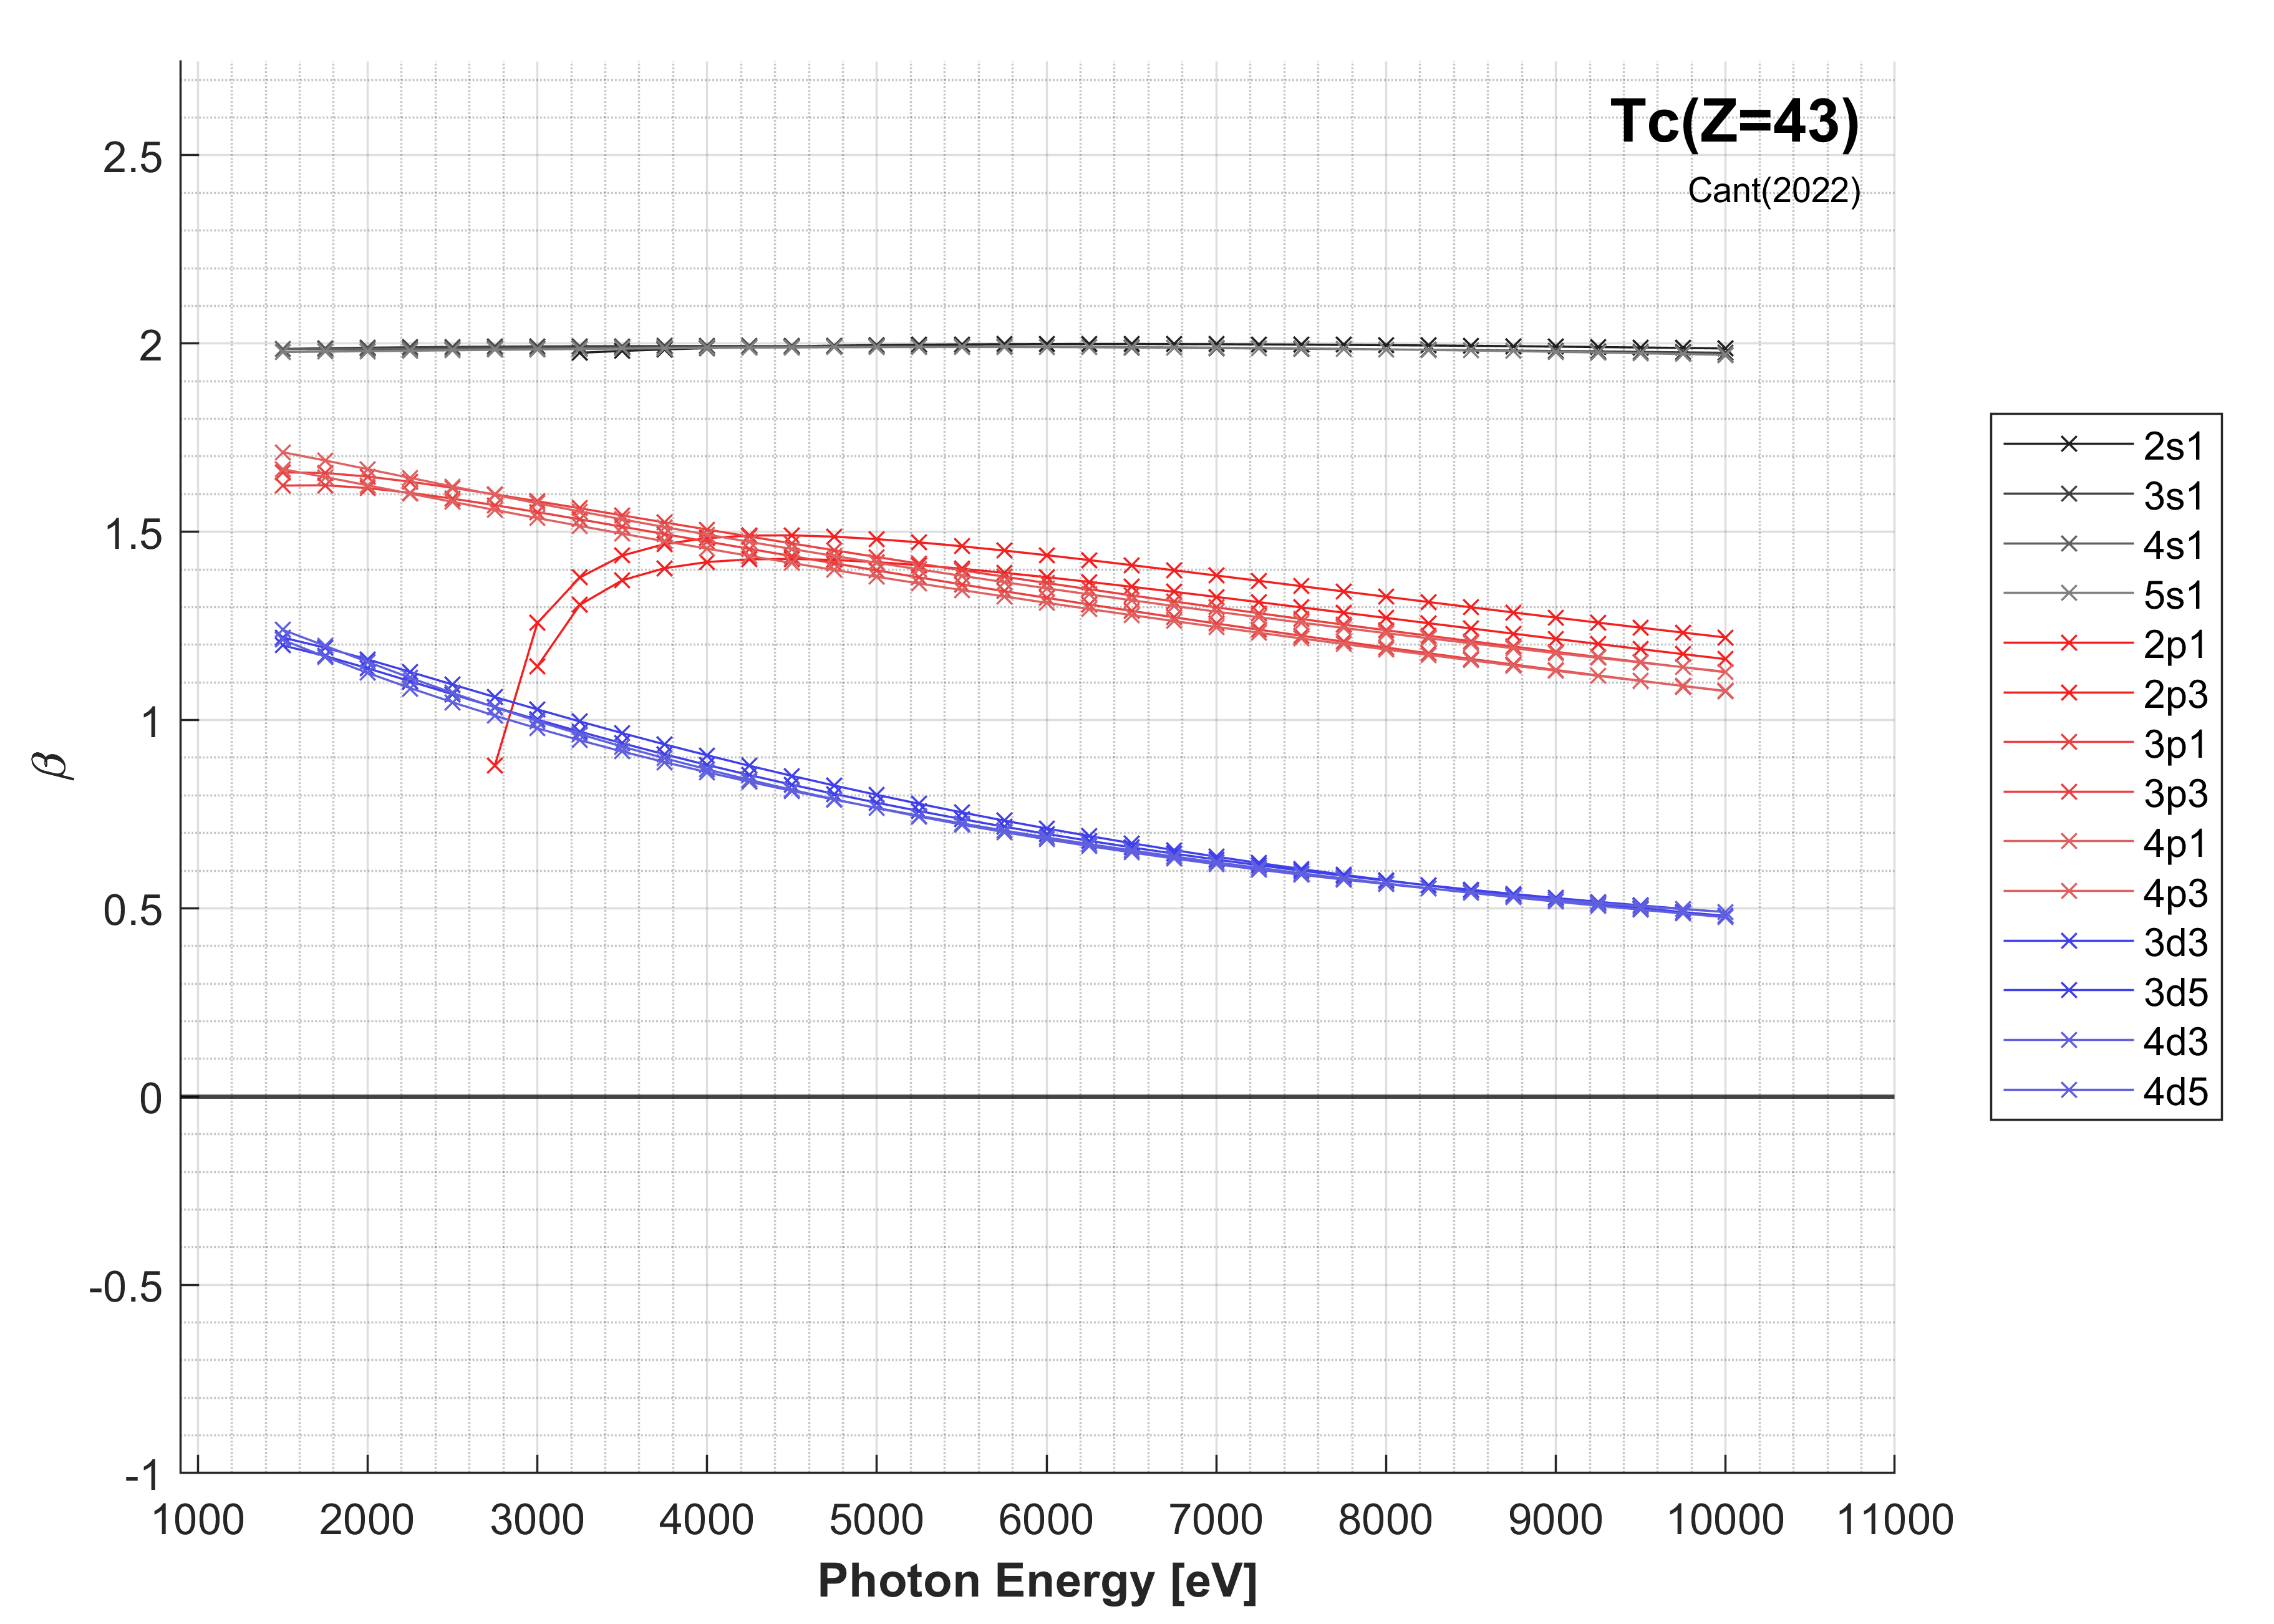 Tc(Z=43)
Cant(2022)
2.5
2
1.5
1
0.5
0
-0.5
-1
β
1000 2000 3000 4000 5000 6000 7000 8000 9000 10000 11000
Photon Energy [eV]
2s1
3s1
4s1
5s1
2p1
2p3
3p1
3p3
4p1
4p3
3d3
3d5
4d3
4d5